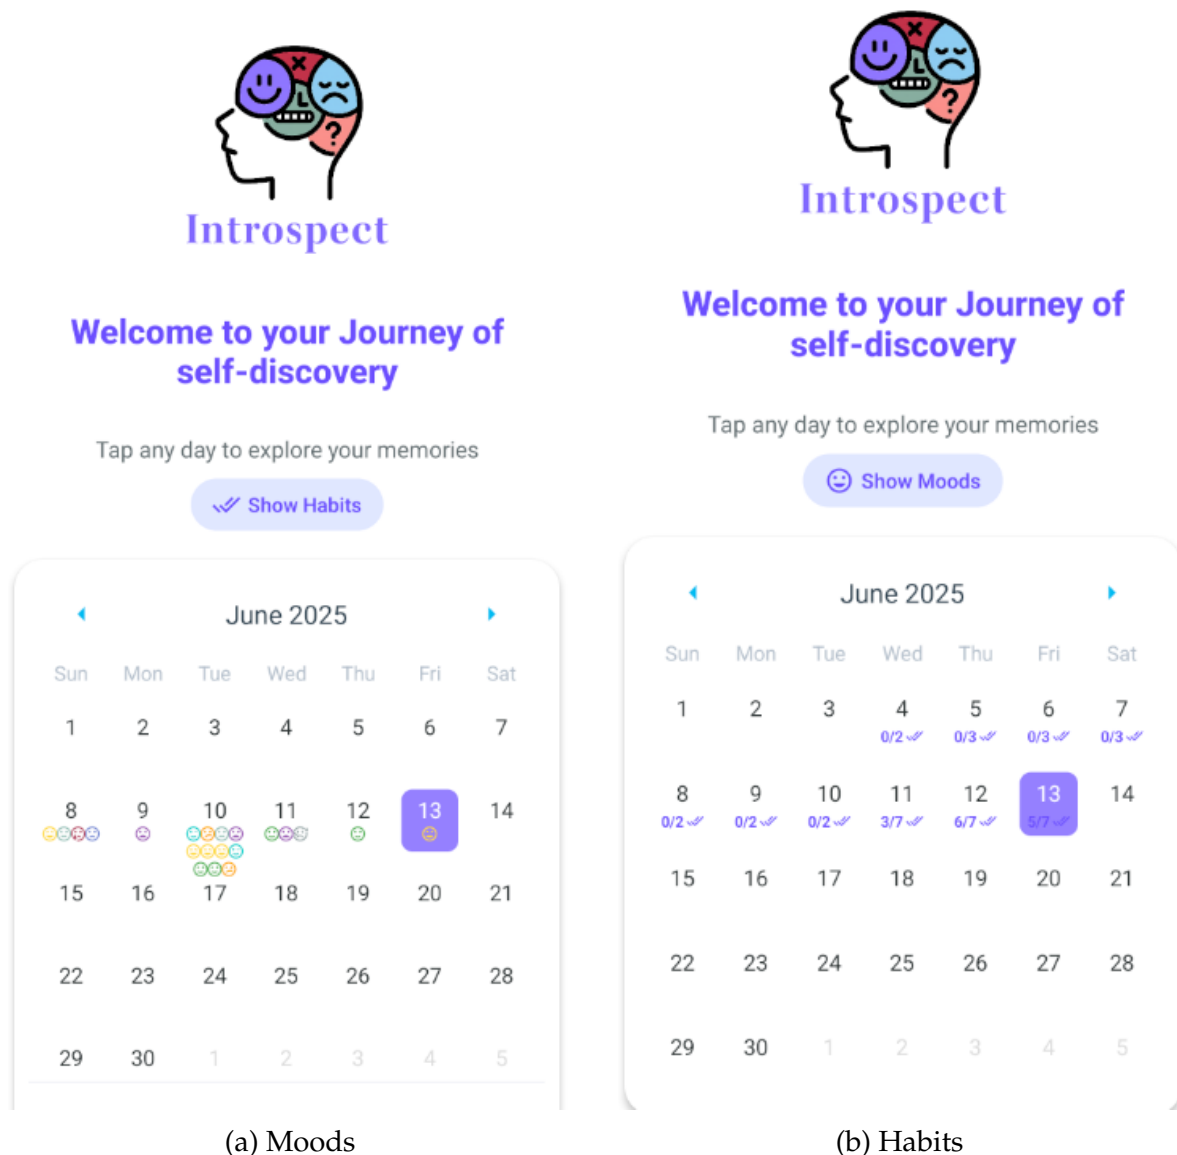 Introspect
Welcome to your Journey of
self-discovery
Tap any day to explore your memories
Show Habits
June 2025
Sun Mon Tue Wed Thu Fri Sat
1 2 3 4 5 6 7
8 9 10 11 12 13 14
15 16 17 18 19 20 21
22 23 24 25 26 27 28
29 30 1 2 3 4 5
(a) Moods
Introspect
Welcome to your Journey of
self-discovery
Tap any day to explore your memories
Show Moods
June 2025
Sun Mon Tue Wed Thu Fri Sat
1 2 3 4 5 6 7
0/2 0/3 0/3 0/3
8 9 10 11 12 13 14
0/2 0/2 0/2 3/7 6/7 5/7
15 16 17 18 19 20 21
22 23 24 25 26 27 28
29 30 1 2 3 4 5
(b) Habits